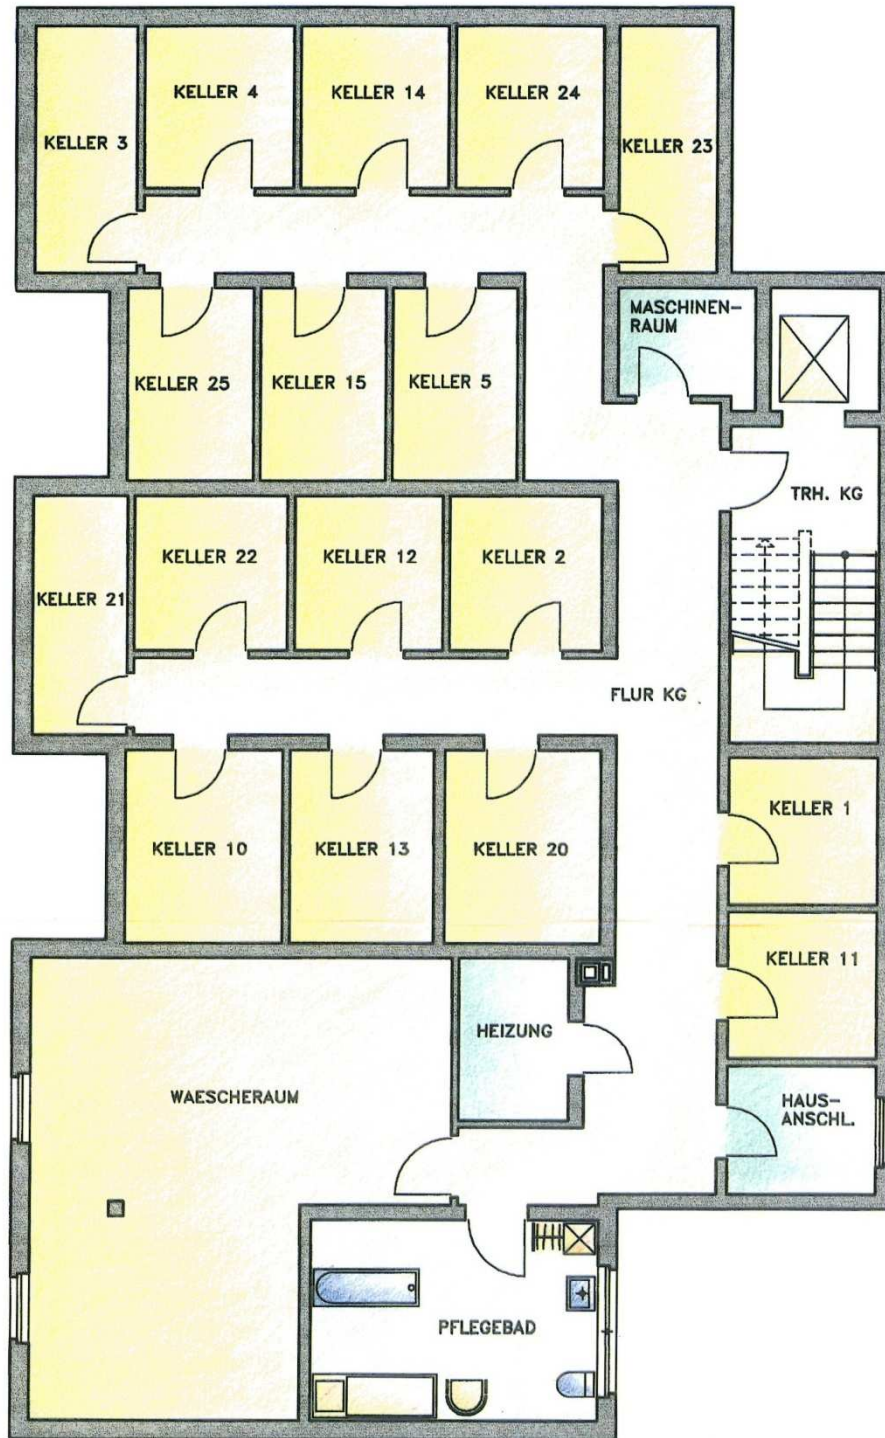 KELLER 3
KELLER 4
KELLER 14
KELLER 24
KELLER 23
MASCHINEN-
RAUM
KELLER 25
KELLER 15
KELLER 5
TRH. KG
KELLER 21
KELLER 22
KELLER 12
KELLER 2
FLUR KG
KELLER 10
KELLER 13
KELLER 20
KELLER 1
KELLER 11
HEIZUNG
WAESCHERAUM
HAUS-
ANSCHL.
PFLEGEBAD